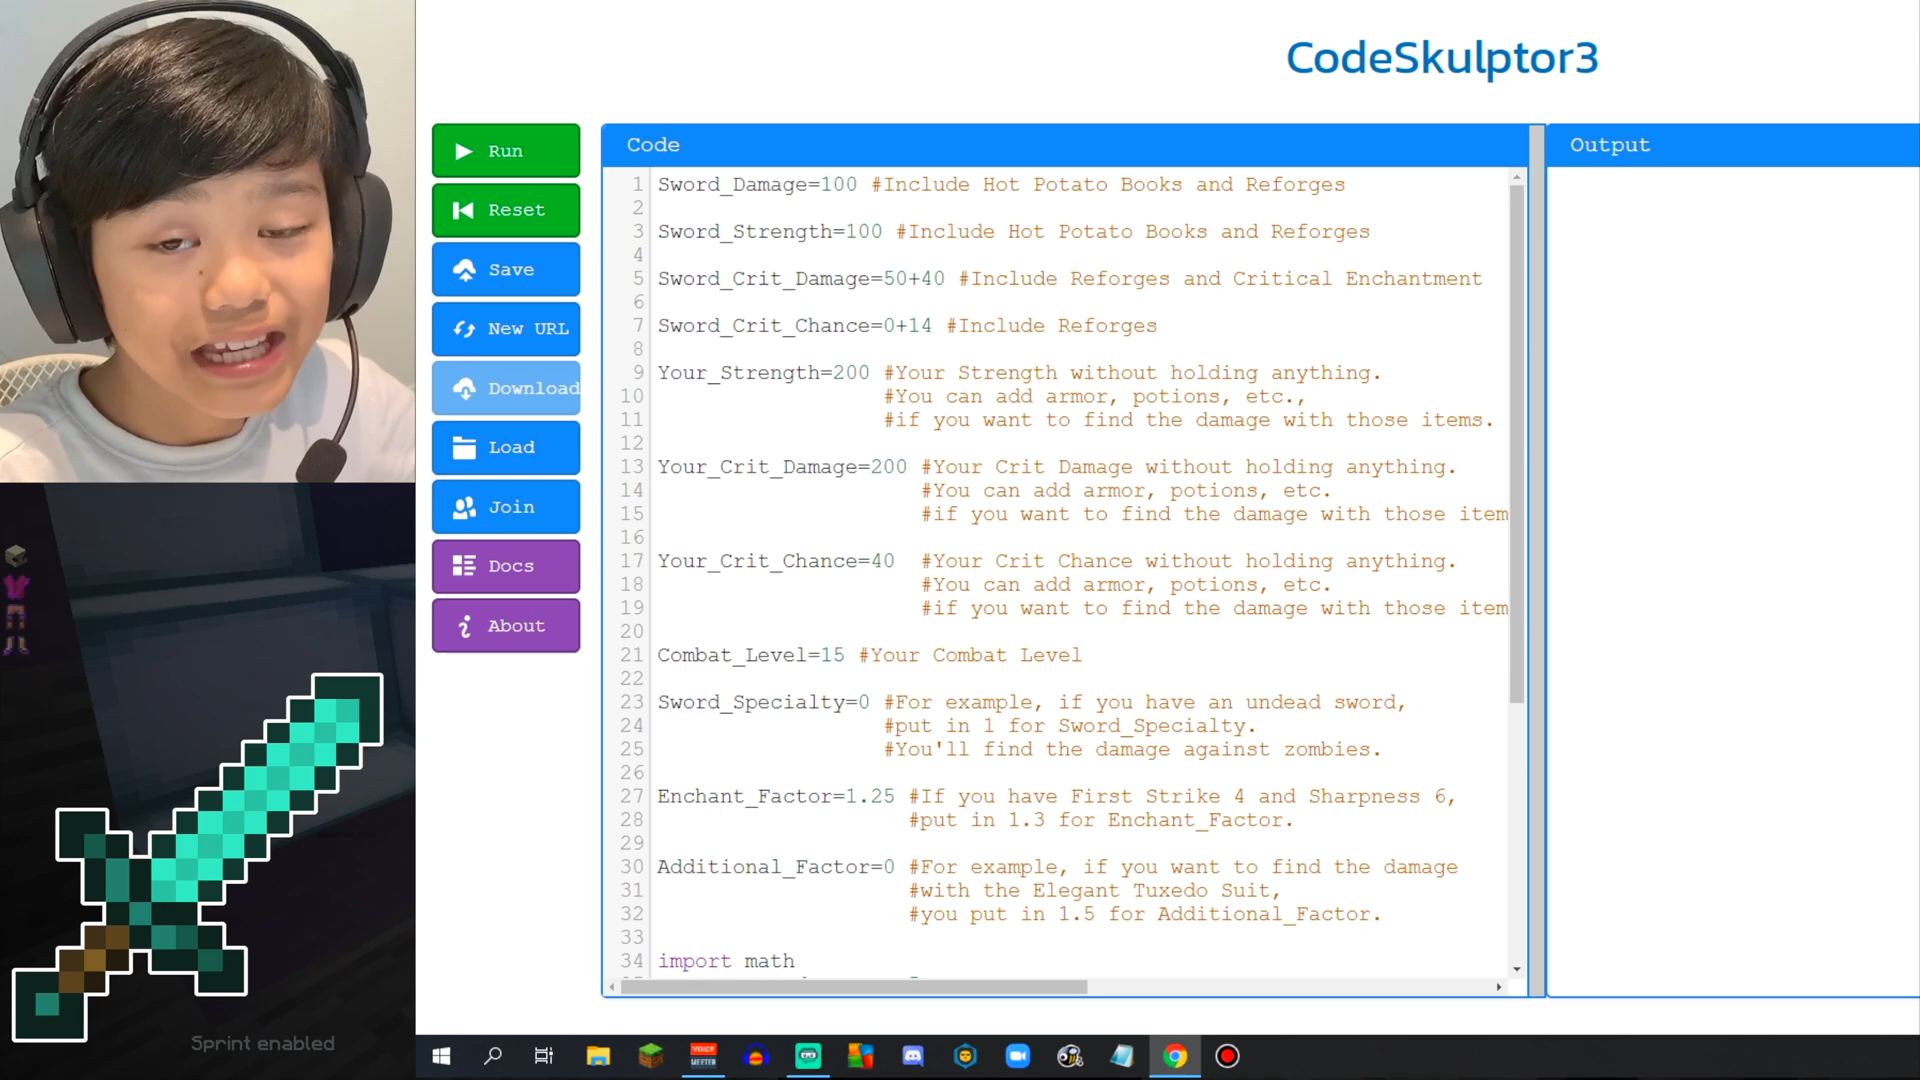 CodeSkulptor3
Run
Reset
Save
New URL
Download
Load
Join
Docs
About
Code
Output
1 Sword_Damage=100 #Include Hot Potato Books and Reforges
2
3 Sword_Strength=100 #Include Hot Potato Books and Reforges
4
5 Sword_Crit_Damage=50+40 #Include Reforges and Critical Enchantment
6
7 Sword_Crit_Chance=0+14 #Include Reforges
8
9 Your_Strength=200 #Your Strength without holding anything.
10 #You can add armor, potions, etc.,
11 #if you want to find the damage with those items.
12
13 Your_Crit_Damage=200 #Your Crit Damage without holding anything.
14 #You can add armor, potions, etc.
15 #if you want to find the damage with those item
16
17 Your_Crit_Chance=40 #Your Crit Chance without holding anything.
18 #You can add armor, potions, etc.
19 #if you want to find the damage with those item
20
21 Combat_Level=15 #Your Combat Level
22
23 Sword_Specialty=0 #For example, if you have an undead sword,
24 #put in 1 for Sword_Specialty.
25 #You'll find the damage against zombies.
26
27 Enchant_Factor=1.25 #If you have First Strike 4 and Sharpness 6,
28 #put in 1.3 for Enchant_Factor.
29
30 Additional_Factor=0 #For example, if you want to find the damage
31 #with the Elegant Tuxedo Suit,
32 #you put in 1.5 for Additional_Factor.
33
34 import math
Sprint enabled
VOICE
MEETER